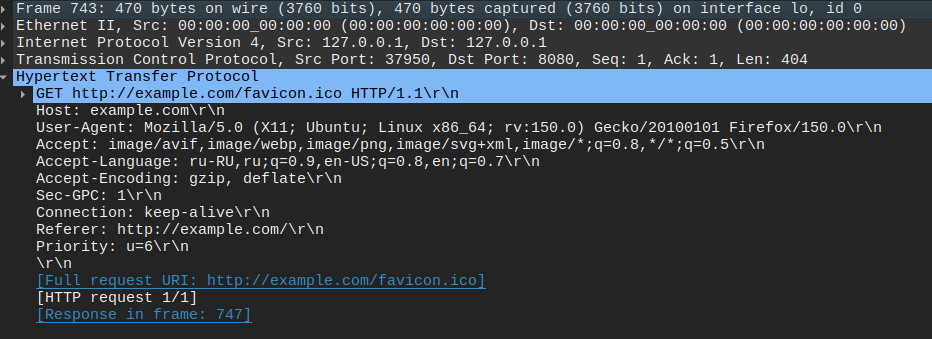 Frame 743: 470 bytes on wire (3760 bits), 470 bytes captured (3760 bits) on interface lo, id 0
Ethernet II, Src: 00:00:00_00:00:00 (00:00:00:00:00:00), Dst: 00:00:00_00:00:00 (00:00:00:00:00:00)
Internet Protocol Version 4, Src: 127.0.0.1, Dst: 127.0.0.1
Transmission Control Protocol, Src Port: 37950, Dst Port: 8080, Seq: 1, Ack: 1, Len: 404
Hypertext Transfer Protocol
GET http://example.com/favicon.ico HTTP/1.1\r\n
Host: example.com\r\n
User-Agent: Mozilla/5.0 (X11; Ubuntu; Linux x86_64; rv:150.0) Gecko/20100101 Firefox/150.0\r\n
Accept: image/avif,image/webp,image/png,image/svg+xml,image/*;q=0.8,*/*;q=0.5\r\n
Accept-Language: ru-RU,ru;q=0.9,en-US;q=0.8,en;q=0.7\r\n
Accept-Encoding: gzip, deflate\r\n
Sec-GPC: 1\r\n
Connection: keep-alive\r\n
Referer: http://example.com/\r\n
Priority: u=6\r\n
\r\n
[Full request URI: http://example.com/favicon.ico]
[HTTP request 1/1]
[Response in frame: 747]